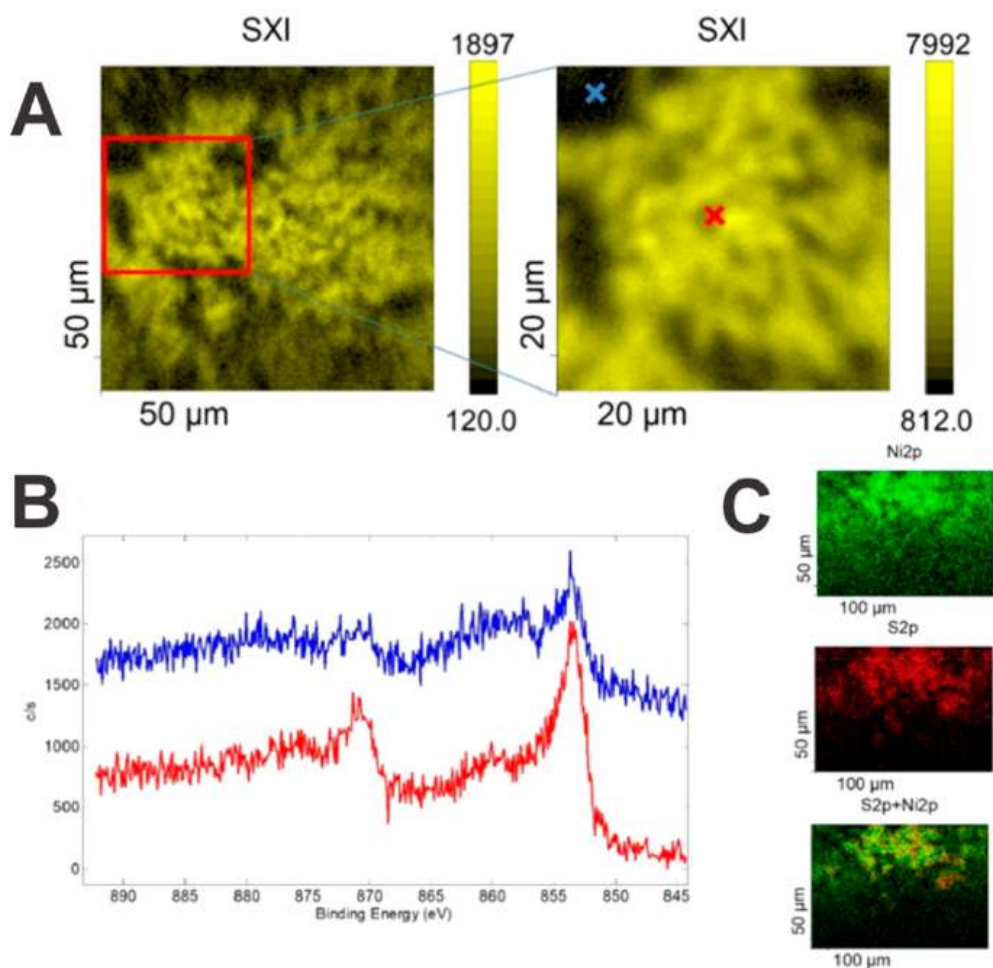 A
SXI
1897
50 µm
50 µm
120.0
SXI
7992
20 µm
20 µm
812.0
B
2500
2000
1500
1000
500
0
c/s
890 885 880 875 870 865 860 855 850 845
Binding Energy (eV)
C
Ni2p
50 µm
100 µm
S2p
50 µm
100 µm
S2p+Ni2p
50 µm
100 µm